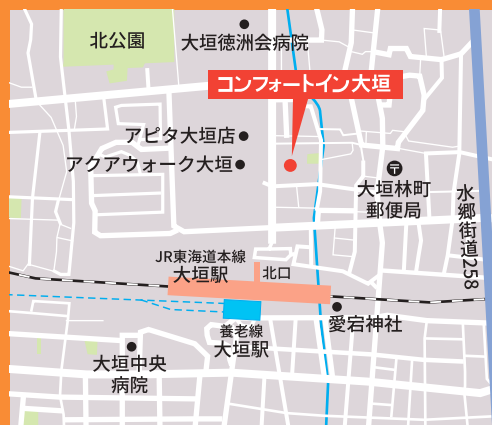 北公園
大垣徳洲会病院
コンフォートイン大垣
アピタ大垣店
アクアウォーク大垣
〒
大垣林町
郵便局
水郷街道258
JR東海道本線
大垣駅
北口
養老線
大垣駅
愛宕神社
大垣中央
病院